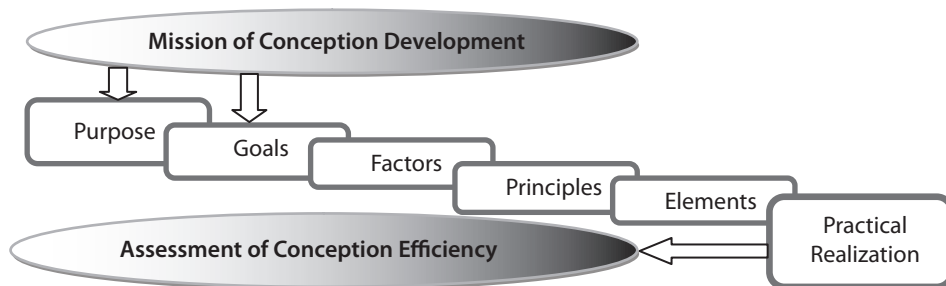 Mission of Conception Development
Purpose
Goals
Factors
Principles
Elements
Practical
Realization
Assessment of Conception Efficiency